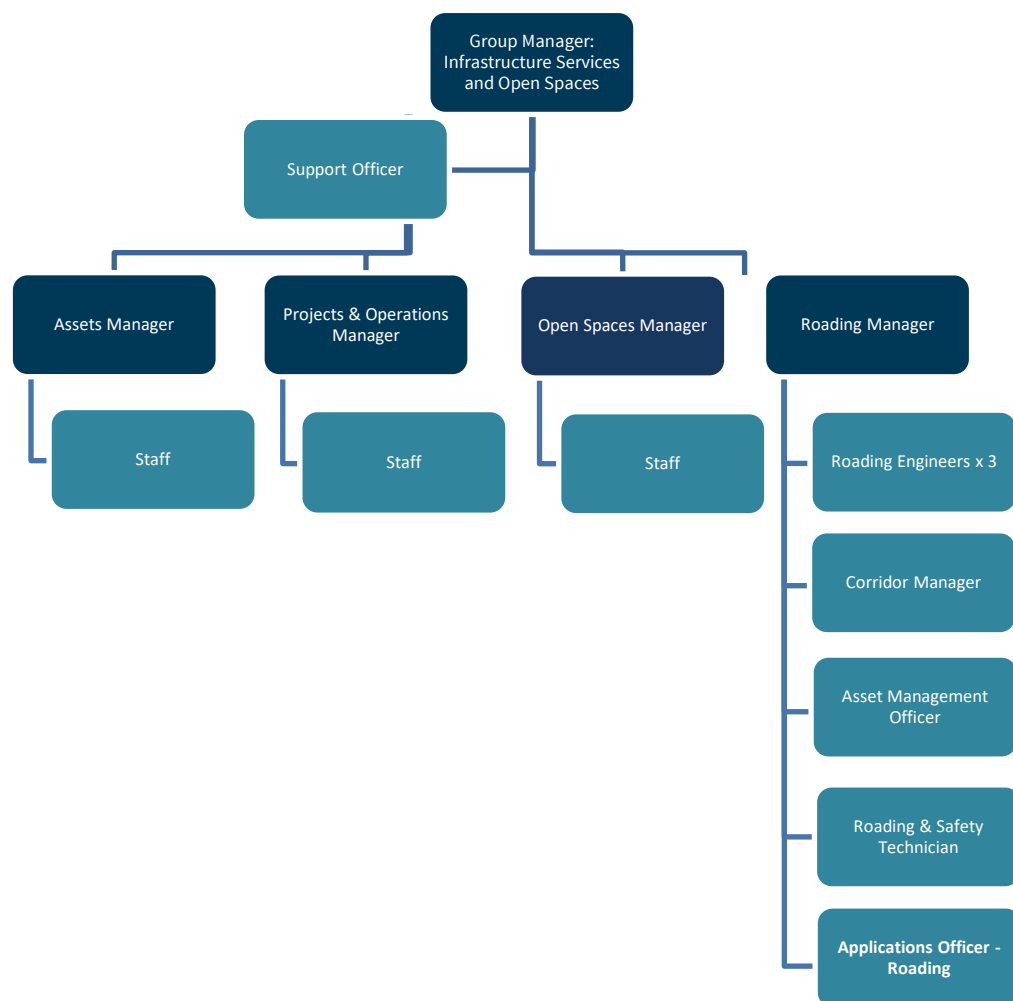 Group Manager:
Infrastructure Services
and Open Spaces
Support Officer
Assets Manager
Projects & Operations
Manager
Open Spaces Manager
Roading Manager
Staff
Staff
Staff
Roading Engineers x 3
Corridor Manager
Asset Management
Officer
Roading & Safety
Technician
Applications Officer -
Roading